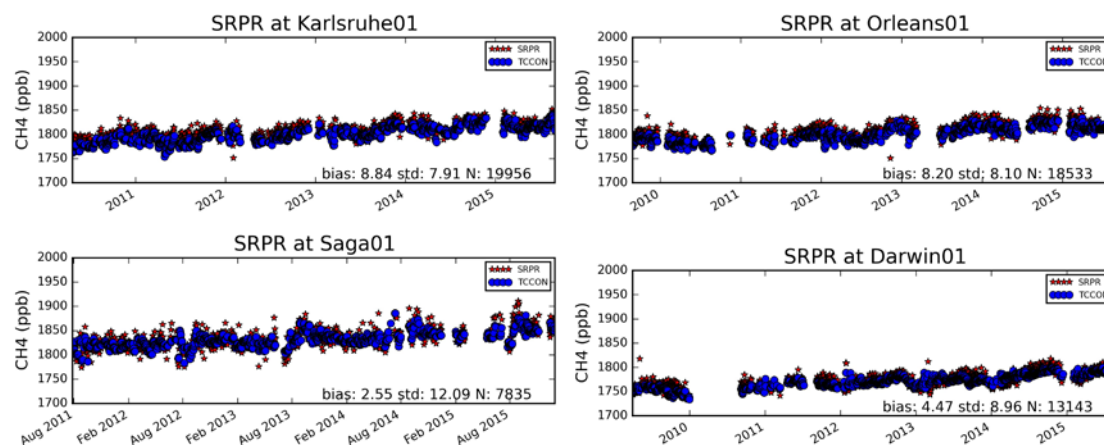 SRPR at Karlsruhe01
CH4 (ppb)
2000
1950
1900
1850
1800
1750
1700
SRPR
TCCON
bias: 8.84 std: 7.91 N: 19956
2011
2012
2013
2014
2015
SRPR at Orleans01
CH4 (ppb)
2000
1950
1900
1850
1800
1750
1700
SRPR
TCCON
bias: 8.20 std: 8.10 N: 18533
2010
2011
2012
2013
2014
2015
SRPR at Saga01
CH4 (ppb)
2000
1950
1900
1850
1800
1750
1700
SRPR
TCCON
bias: 2.55 std: 12.09 N: 7835
Aug 2011
Feb 2012
Aug 2012
Feb 2013
Aug 2013
Feb 2014
Aug 2014
Feb 2015
Aug 2015
SRPR at Darwin01
CH4 (ppb)
2000
1950
1900
1850
1800
1750
1700
SRPR
TCCON
bias: 4.47 std: 8.96 N: 13143
2010
2011
2012
2013
2014
2015